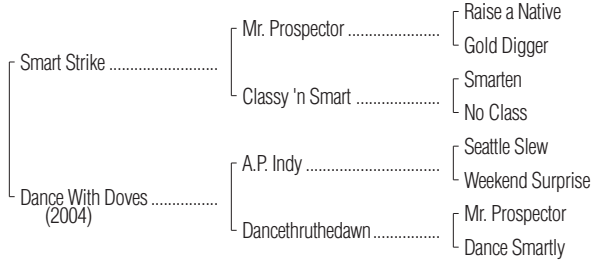 Raise a Native
Mr. Prospector ....................
Gold Digger
Smart Strike ..........................
Smarten
Classy 'n Smart ....................
No Class
Seattle Slew
A.P. Indy ................................
Weekend Surprise
Dance With Doves ................
(2004)
Mr. Prospector
Dancethruthedawn................
Dance Smartly